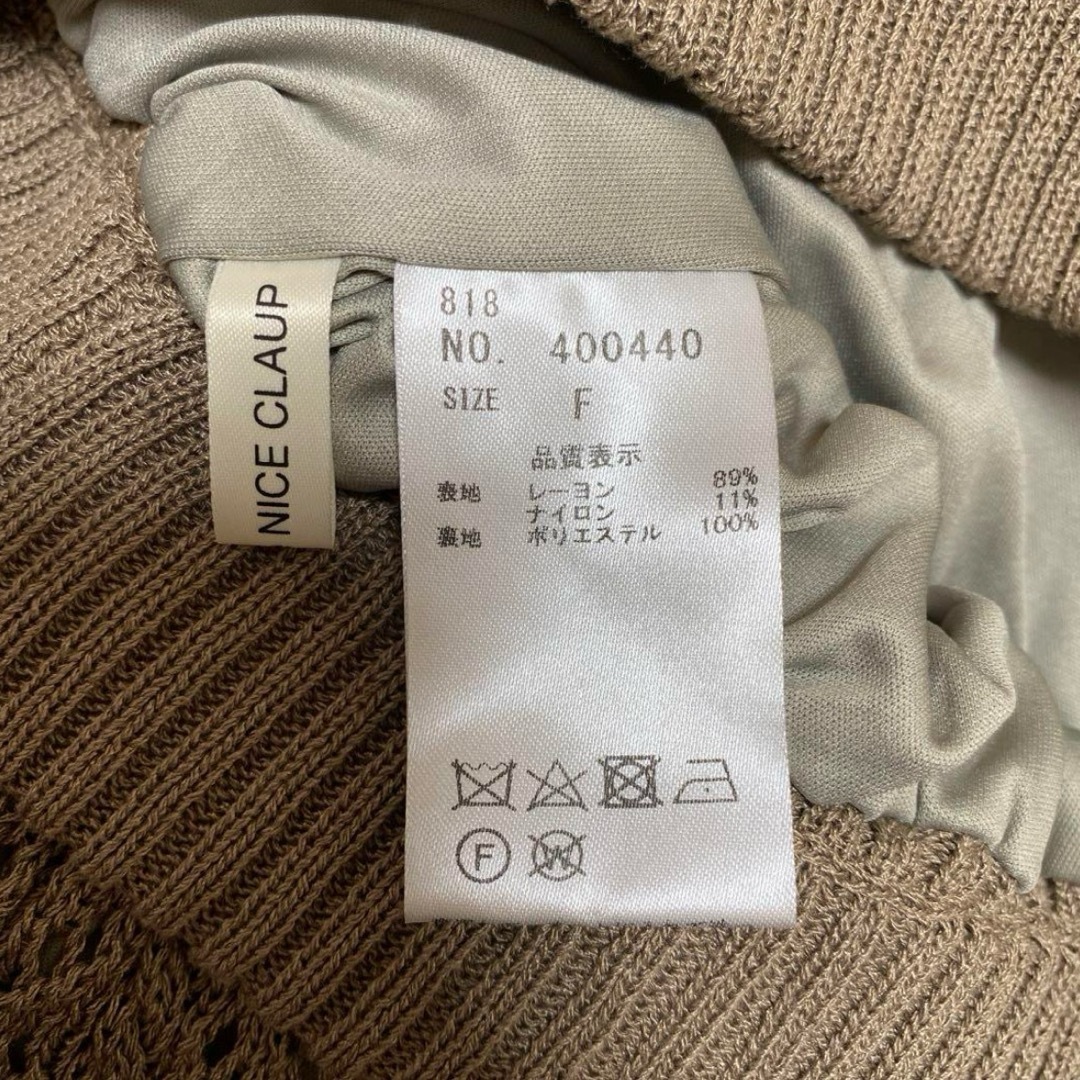 NICE CLAUP
818
NO. 400440
SIZE F
品質表示
表地 レーヨン 89%
ナイロン 11%
裏地 ポリエステル 100%
F
W